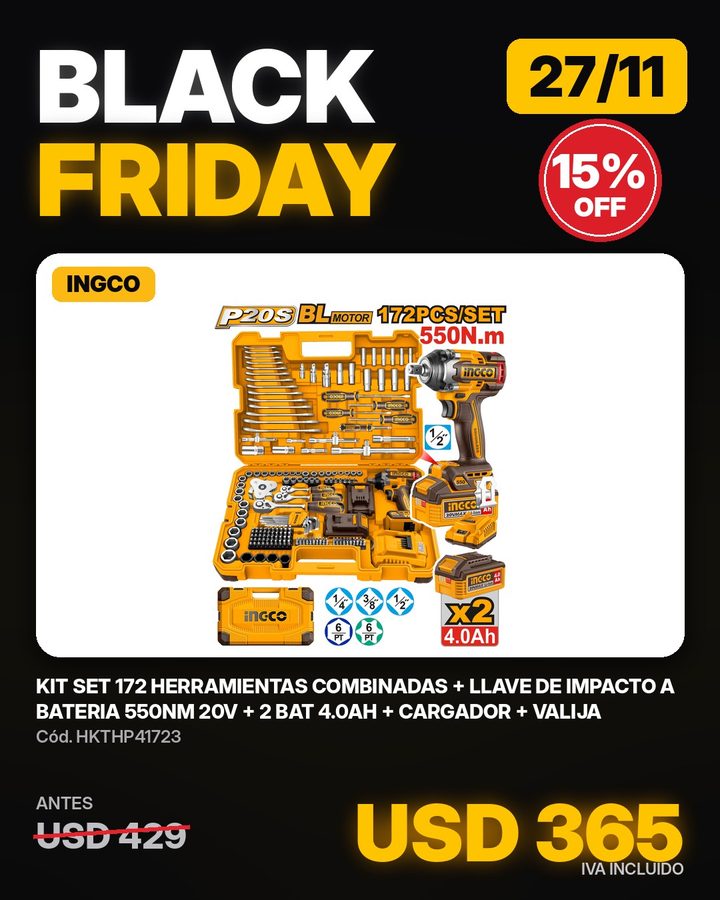 BLACK
FRIDAY
27/11
15%
OFF
INGCO
P20S BL MOTOR 172PCS/SET
550N.m
1/2"
INGCO
INGCO
x2
4.0Ah
INGCO
1/4" 3/8" 1/2"
6 PT 6 PT
KIT SET 172 HERRAMIENTAS COMBINADAS + LLAVE DE IMPACTO A
BATERIA 550NM 20V + 2 BAT 4.0AH + CARGADOR + VALIJA
Cód. HKTHP41723
ANTES
USD 429
USD 365
IVA INCLUIDO